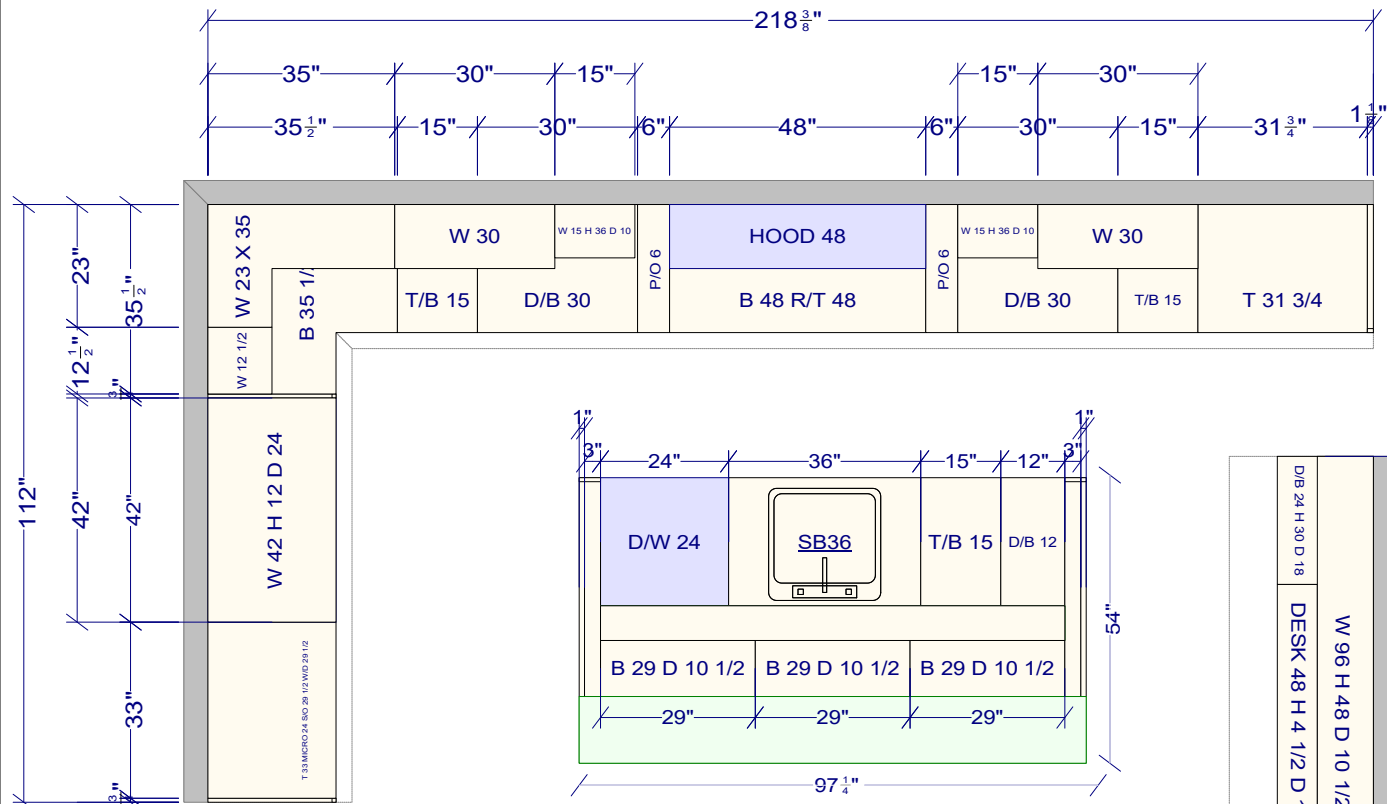 218 3/8"
35"
30"
15"
15"
30"
35 1/2"
15"
30"
6"
48"
6"
30"
15"
31 3/4"
W 23 X 35
W 30
W 15 H 36 D 10
P/O 6
HOOD 48
P/O 6
W 15 H 36 D 10
W 30
B 35 1/
T/B 15
D/B 30
B 48 R/T 48
D/B 30
T/B 15
T 31 3/4
W 12 1/2
112"
23"
35 1/2"
12 1/2"
42"
42"
33"
W 42 H 12 D 24
T 33 MICRO 24 S/O 29 1/2 W/D 29 1/2
1"
1"
3"
24"
36"
15"
12"
3"
D/W 24
SB36
T/B 15
D/B 12
54"
B 29 D 10 1/2
B 29 D 10 1/2
B 29 D 10 1/2
29"
29"
29"
97 1/4"
D/B 24 H 30 D 18
DESK 48 H 4 1/2 D
W 96 H 48 D 10 1/2